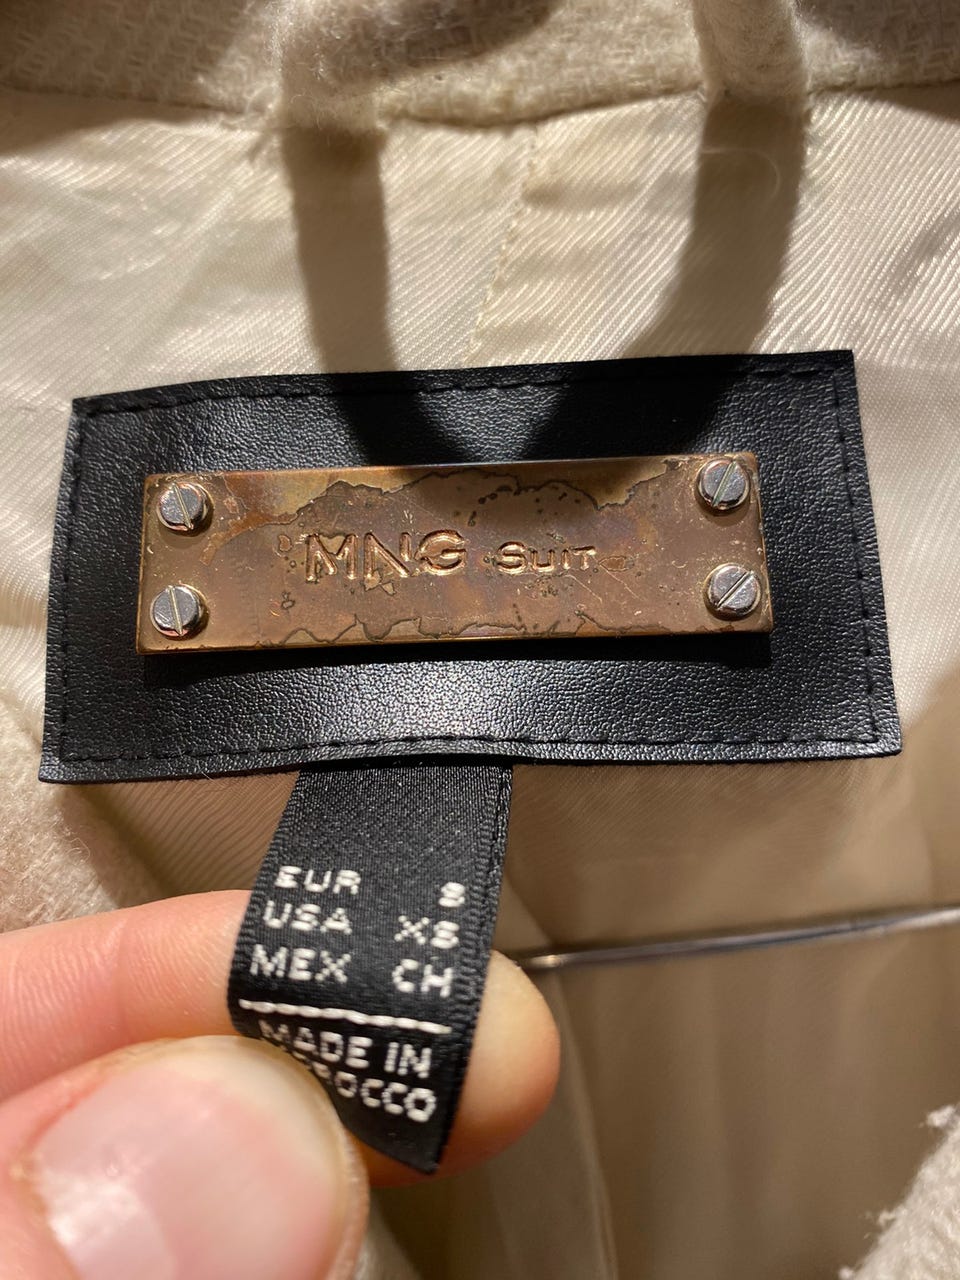 MNG SUIT
EUR S
USA XS
MEX CH
MADE IN
MOROCCO